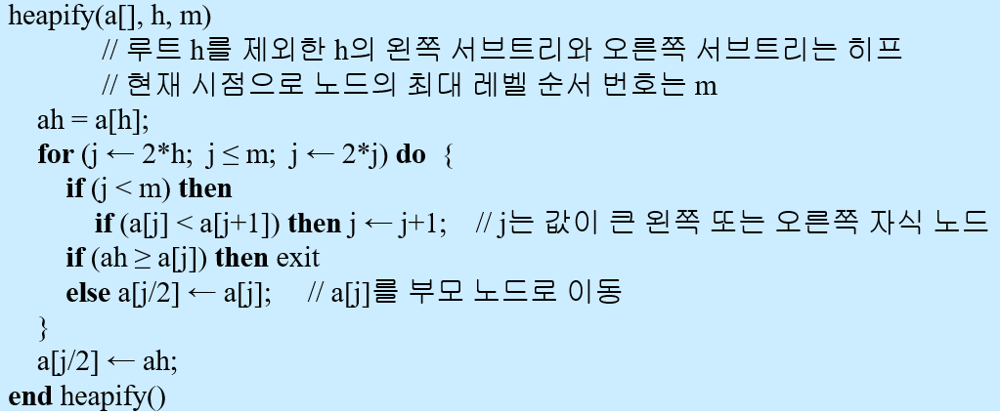 heapify(a[], h, m)
// 루트 h를 제외한 h의 왼쪽 서브트리와 오른쪽 서브트리는 히프
// 현재 시점으로 노드의 최대 레벨 순서 번호는 m
ah = a[h];
for (j ← 2*h; j ≤ m; j ← 2*j) do {
if (j < m) then
if (a[j] < a[j+1]) then j ← j+1; // j는 값이 큰 왼쪽 또는 오른쪽 자식 노드
if (ah ≥ a[j]) then exit
else a[j/2] ← a[j]; // a[j]를 부모 노드로 이동
}
a[j/2] ← ah;
end heapify()